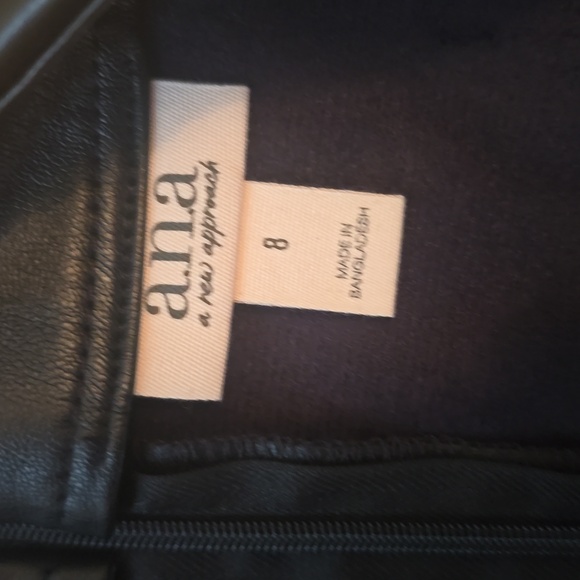 a.n.a
a new approach
8
MADE IN
BANGLADESH